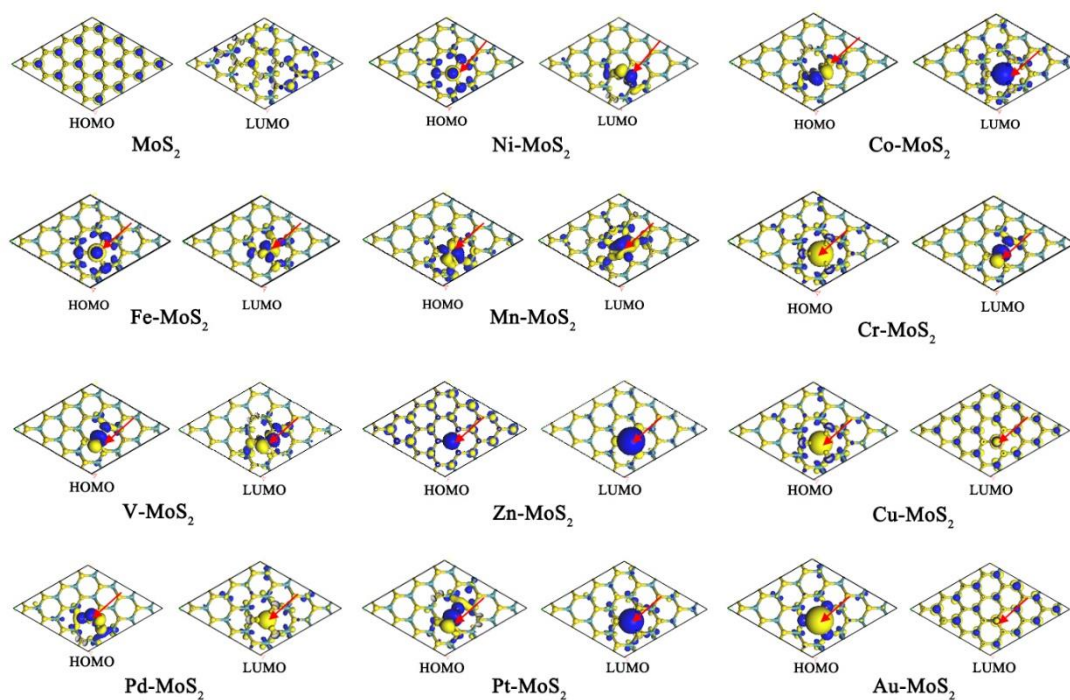 HOMO LUMO HOMO LUMO HOMO LUMO
MoS₂ Ni-MoS₂ Co-MoS₂
HOMO LUMO HOMO LUMO HOMO LUMO
Fe-MoS₂ Mn-MoS₂ Cr-MoS₂
HOMO LUMO HOMO LUMO HOMO LUMO
V-MoS₂ Zn-MoS₂ Cu-MoS₂
HOMO LUMO HOMO LUMO HOMO LUMO
Pd-MoS₂ Pt-MoS₂ Au-MoS₂